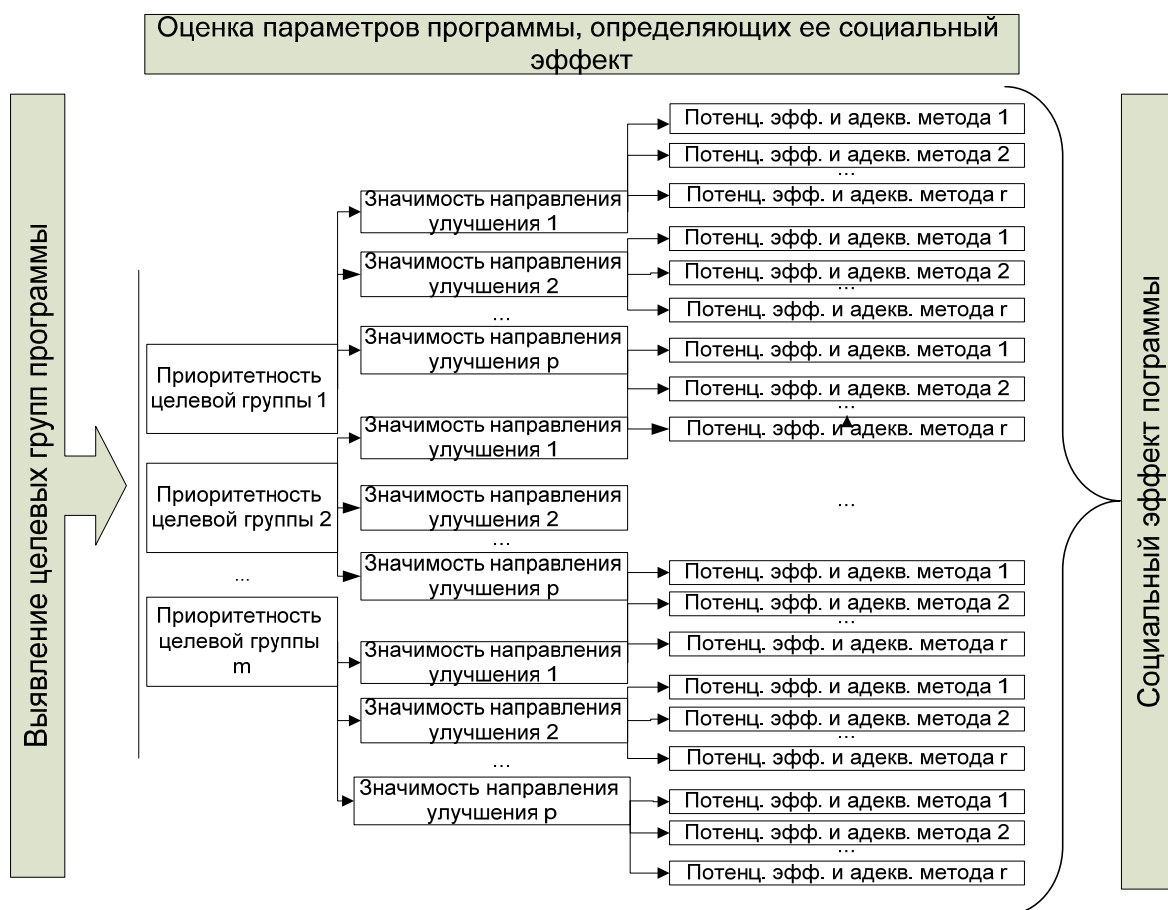 Оценка параметров программы, определяющих ее социальный
эффект
Выявление целевых групп программы
Приоритетность
целевой группы 1
Приоритетность
целевой группы 2
...
Приоритетность
целевой группы
m
Значимость направления
улучшения 1
Значимость направления
улучшения 2
...
Значимость направления
улучшения р
Значимость направления
улучшения 1
Значимость направления
улучшения 2
...
Значимость направления
улучшения р
Значимость направления
улучшения 1
Значимость направления
улучшения 2
...
Значимость направления
улучшения р
Потенц. эфф. и адекв. метода 1
Потенц. эфф. и адекв. метода 2
...
Потенц. эфф. и адекв. метода r
Потенц. эфф. и адекв. метода 1
Потенц. эфф. и адекв. метода 2
...
Потенц. эфф. и адекв. метода r
Потенц. эфф. и адекв. метода 1
Потенц. эфф. и адекв. метода 2
...
Потенц. эфф. и адекв. метода r
...
Потенц. эфф. и адекв. метода 1
Потенц. эфф. и адекв. метода 2
...
Потенц. эфф. и адекв. метода r
Потенц. эфф. и адекв. метода 1
Потенц. эфф. и адекв. метода 2
...
Потенц. эфф. и адекв. метода r
Потенц. эфф. и адекв. метода 1
Потенц. эфф. и адекв. метода 2
...
Потенц. эфф. и адекв. метода r
Социальный эффект пограммы